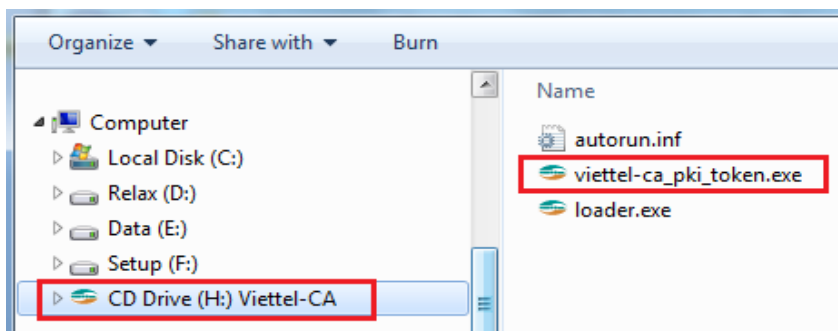 Organize Share with Burn
Computer
Local Disk (C:)
Relax (D:)
Data (E:)
Setup (F:)
CD Drive (H:) Viettel-CA
Name
autorun.inf
viettel-ca_pki_token.exe
loader.exe